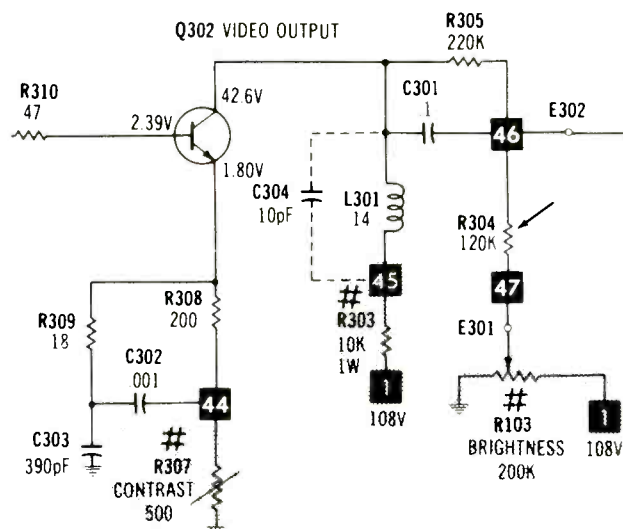 Q302 VIDEO OUTPUT
R305
220K
R310
47
42.6V
2.39V
1.80V
C301
.1
E302
46
C304
10pF
L301
14
R304
120K
45
47
#
R303
10K
1W
E301
R308
200
R309
18
C302
001
44
1
108V
#
R103
BRIGHTNESS
200K
1
108V
C303
390pF
#
R307
CONTRAST
500